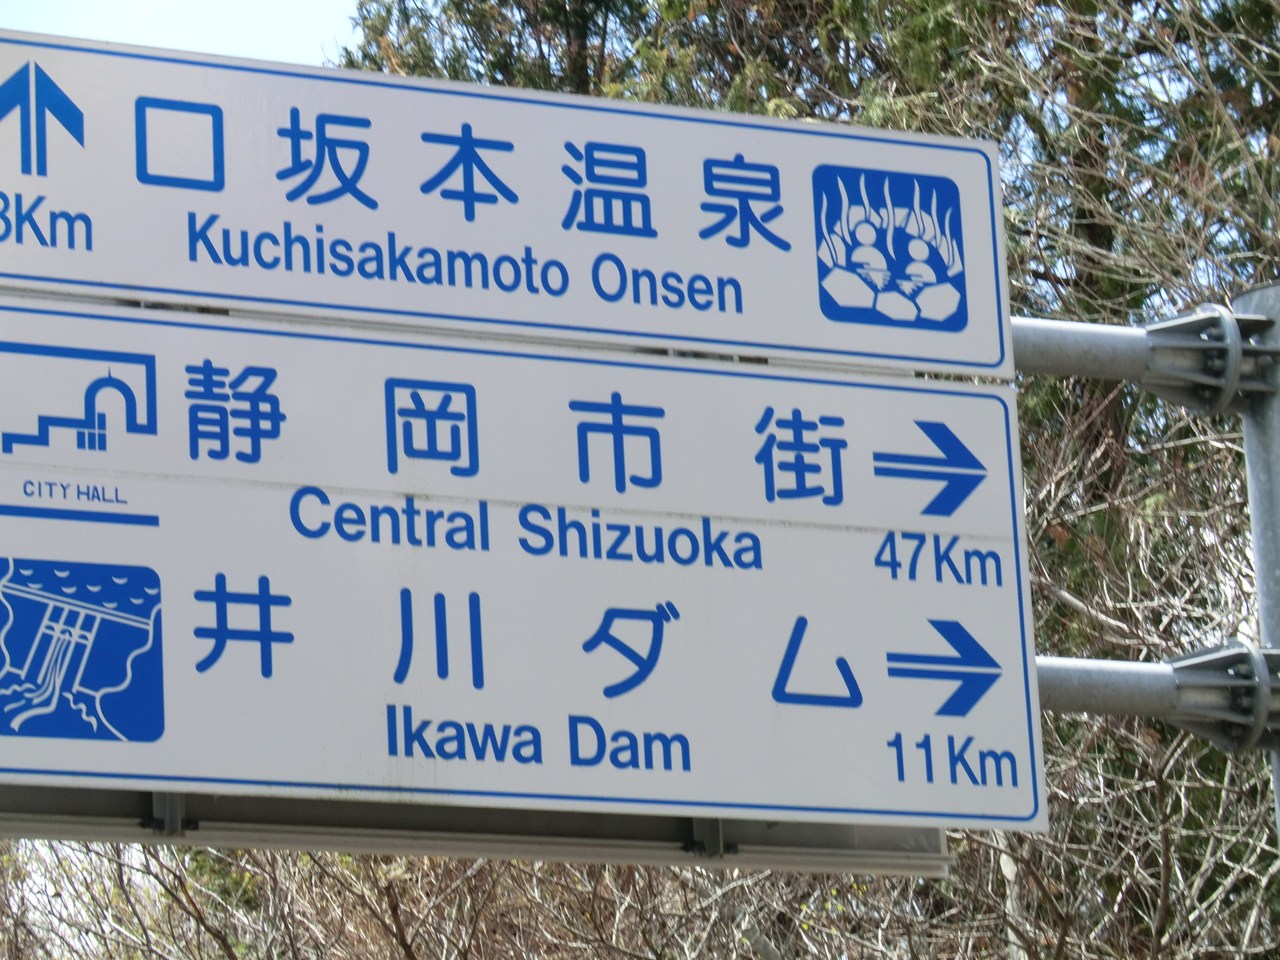 口坂本温泉
3Km
Kuchisakamoto Onsen
静岡市街
CITY HALL
Central Shizuoka
47Km
井川ダム
Ikawa Dam
11Km